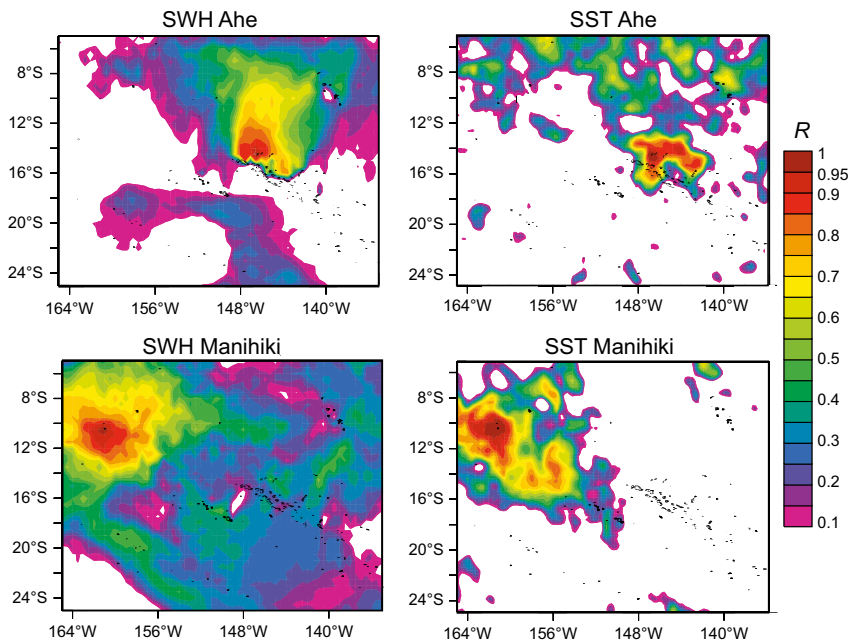 SWH Ahe
8°S
12°S
16°S
20°S
24°S
164°W 156°W 148°W 140°W
SST Ahe
8°S
12°S
16°S
20°S
24°S
164°W 156°W 148°W 140°W
SWH Manihiki
8°S
12°S
16°S
20°S
24°S
164°W 156°W 148°W 140°W
SST Manihiki
8°S
12°S
16°S
20°S
24°S
164°W 156°W 148°W 140°W
R
1
0.95
0.9
0.8
0.7
0.6
0.5
0.4
0.3
0.2
0.1